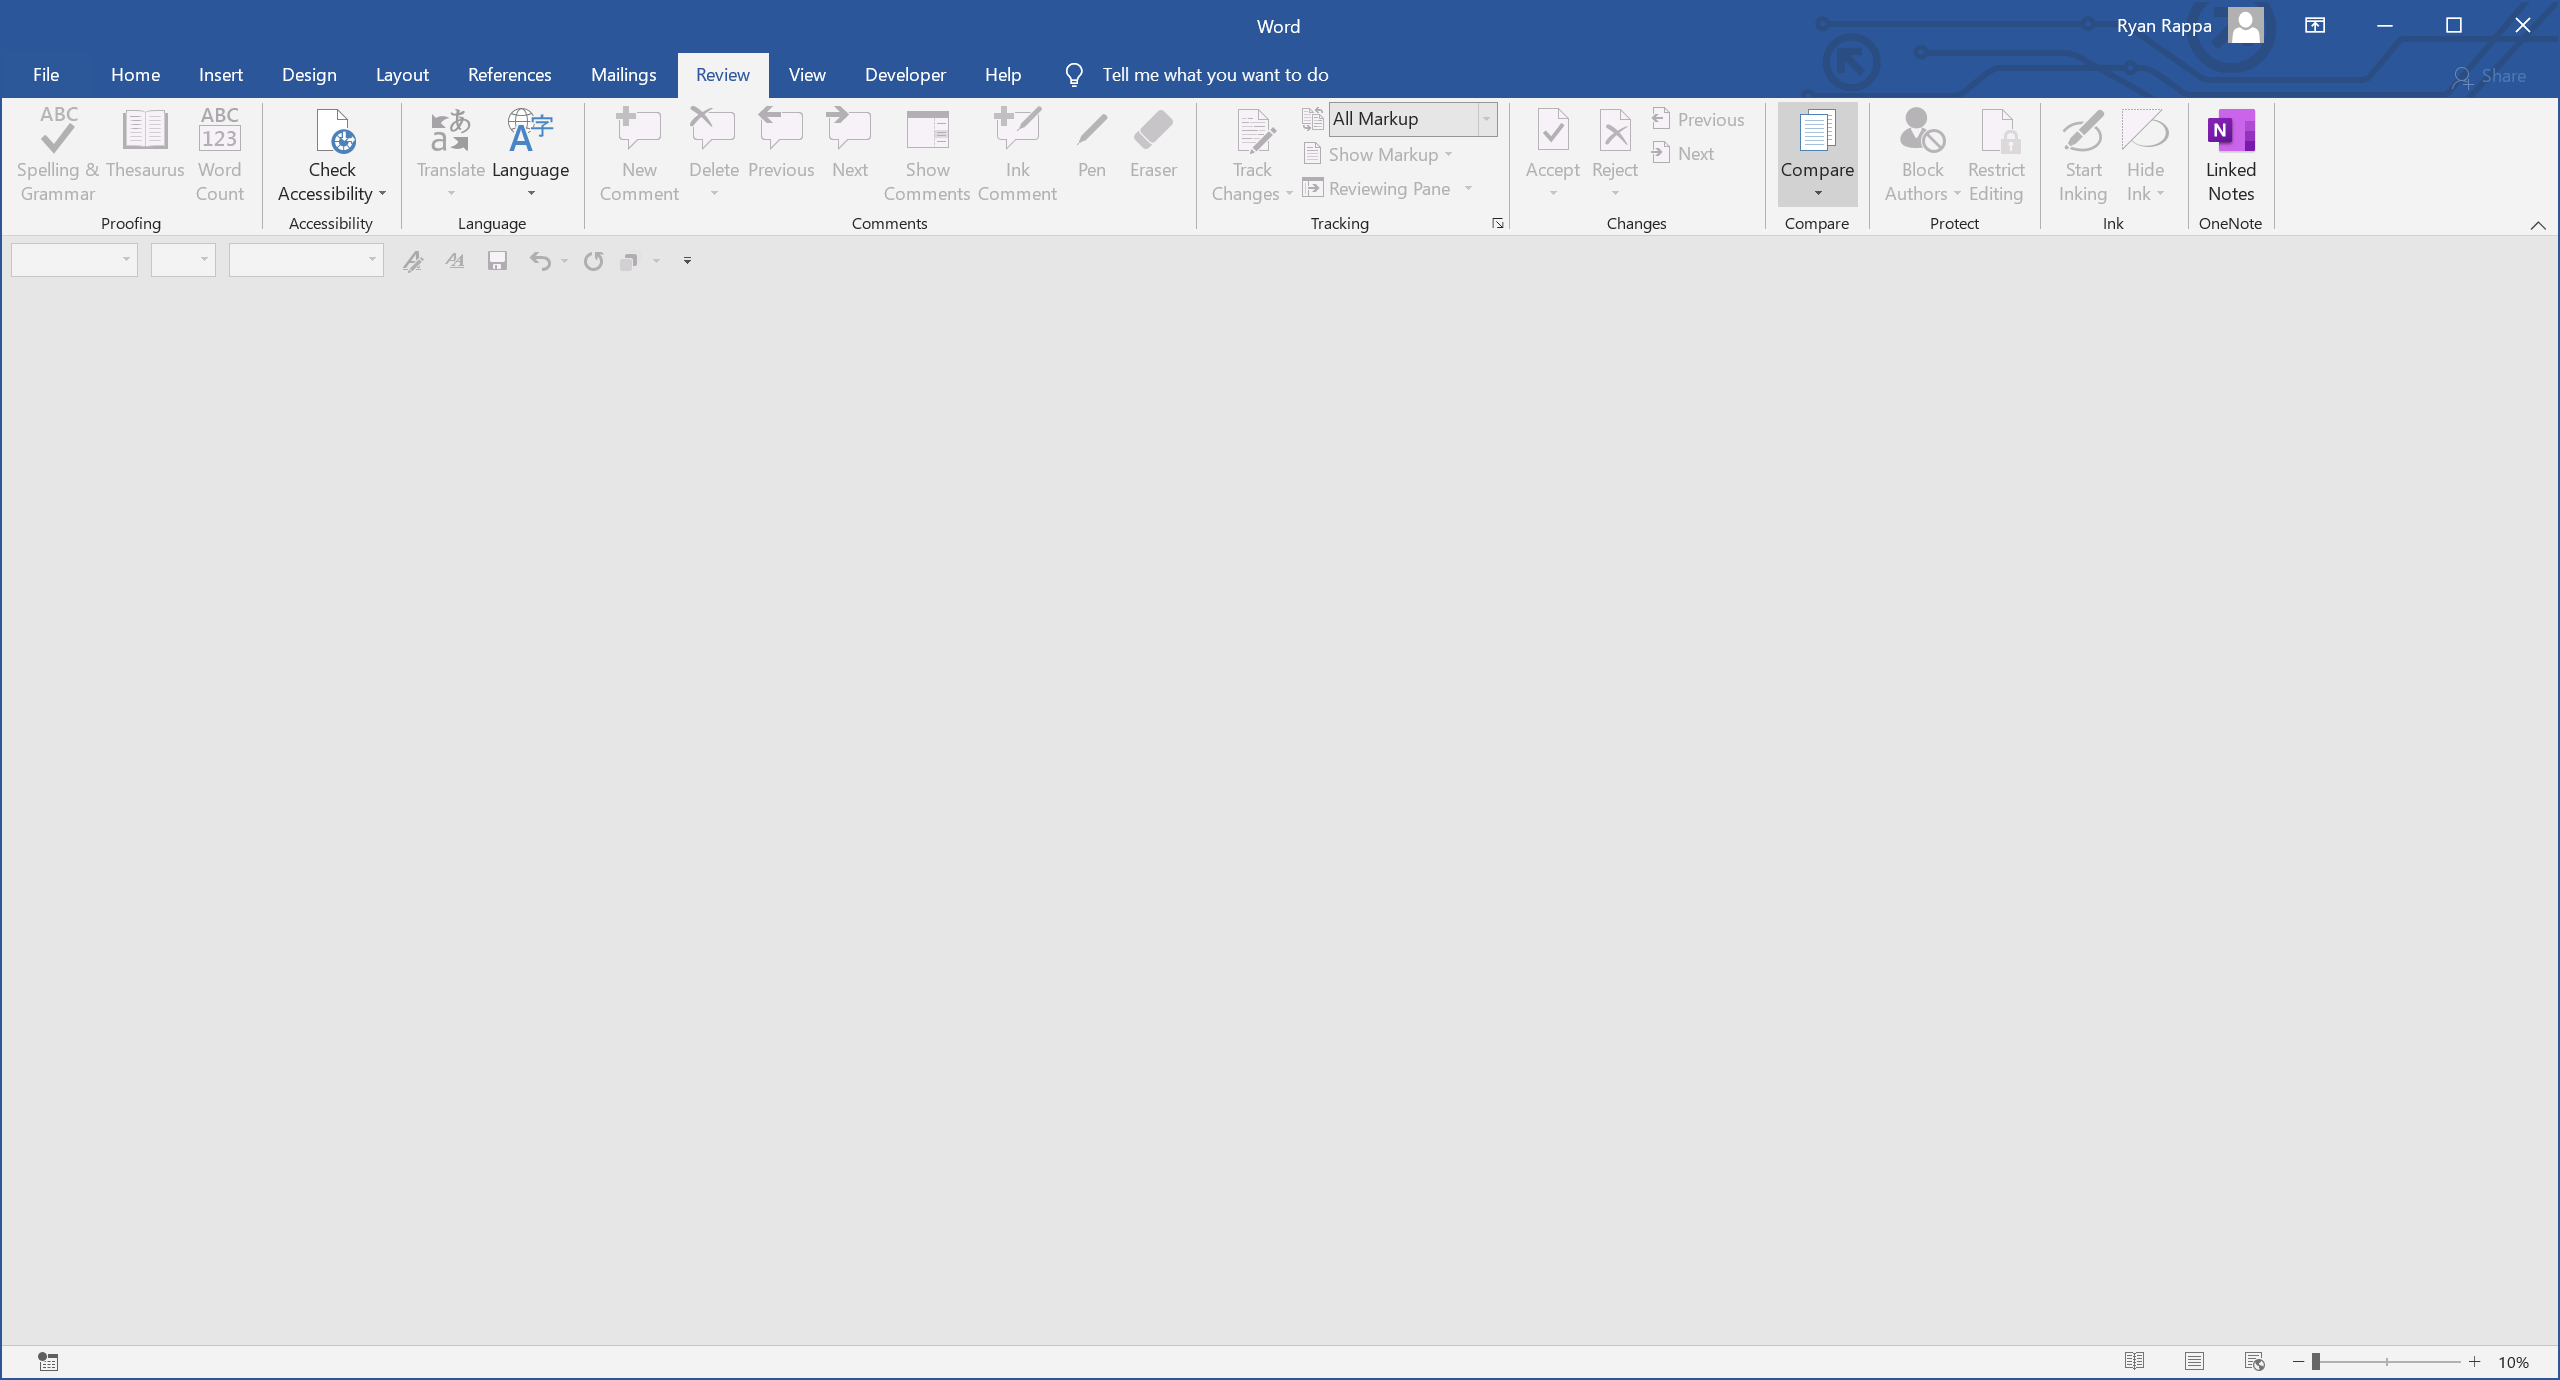 Word
Ryan Rappa
File Home Insert Design Layout References Mailings Review View Developer Help Tell me what you want to do Share
ABC
Spelling &
Grammar
Thesaurus
ABC
123
Word
Count
Proofing
Check
Accessibility
Accessibility
あ
a
Translate
A字
Language
Language
New
Comment
Delete
Previous
Next
Show
Comments
Ink
Comment
Pen
Eraser
Comments
Track
Changes
All Markup
Show Markup
Reviewing Pane
Tracking
Accept
Reject
Previous
Next
Changes
Compare
Compare
Block
Authors
Restrict
Editing
Protect
Start
Inking
Hide
Ink
Ink
N
Linked
Notes
OneNote
10%